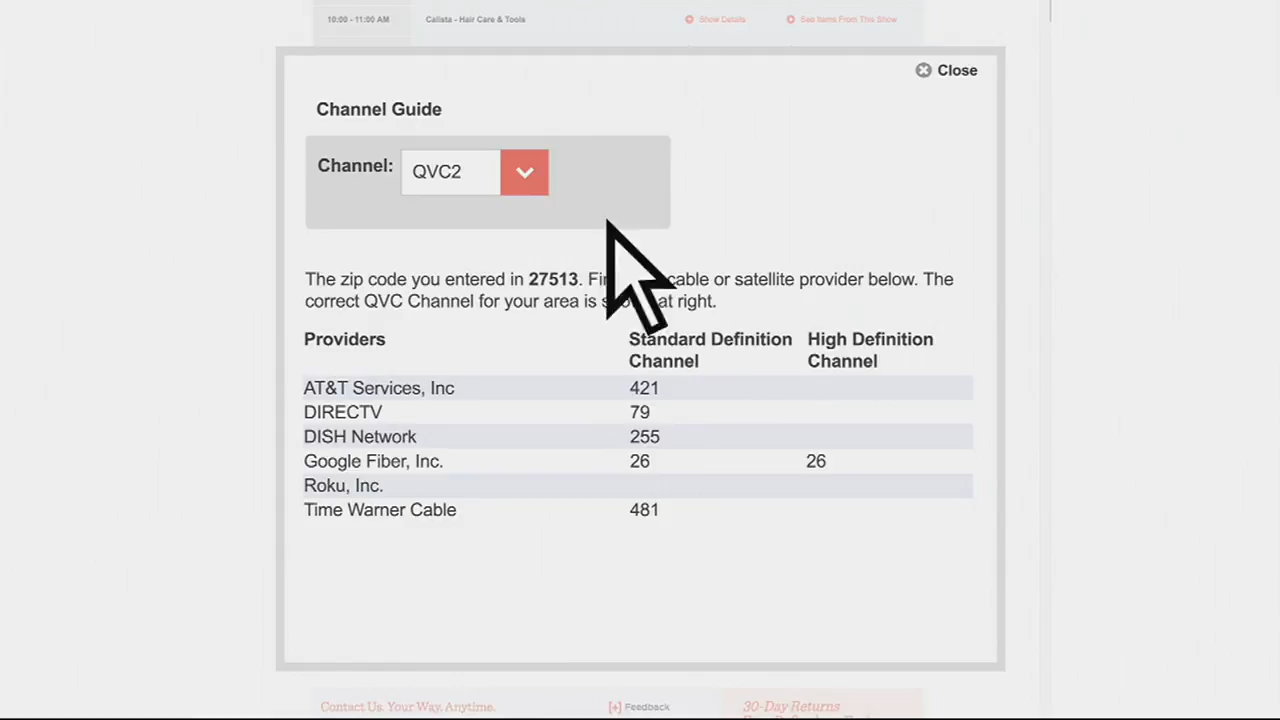 10:00 - 11:00 AM Calista - Hair Care & Tools Show Details See Items From This Show
Close
Channel Guide
Channel: QVC2
The zip code you entered in 27513. cable or satellite provider below. The
correct QVC Channel for your area is at right.
Providers Standard Definition Channel High Definition Channel
AT&T Services, Inc 421
DIRECTV 79
DISH Network 255
Google Fiber, Inc. 26 26
Roku, Inc.
Time Warner Cable 481
Contact Us. Your Way. Anytime. [+] Feedback 30-Day Returns